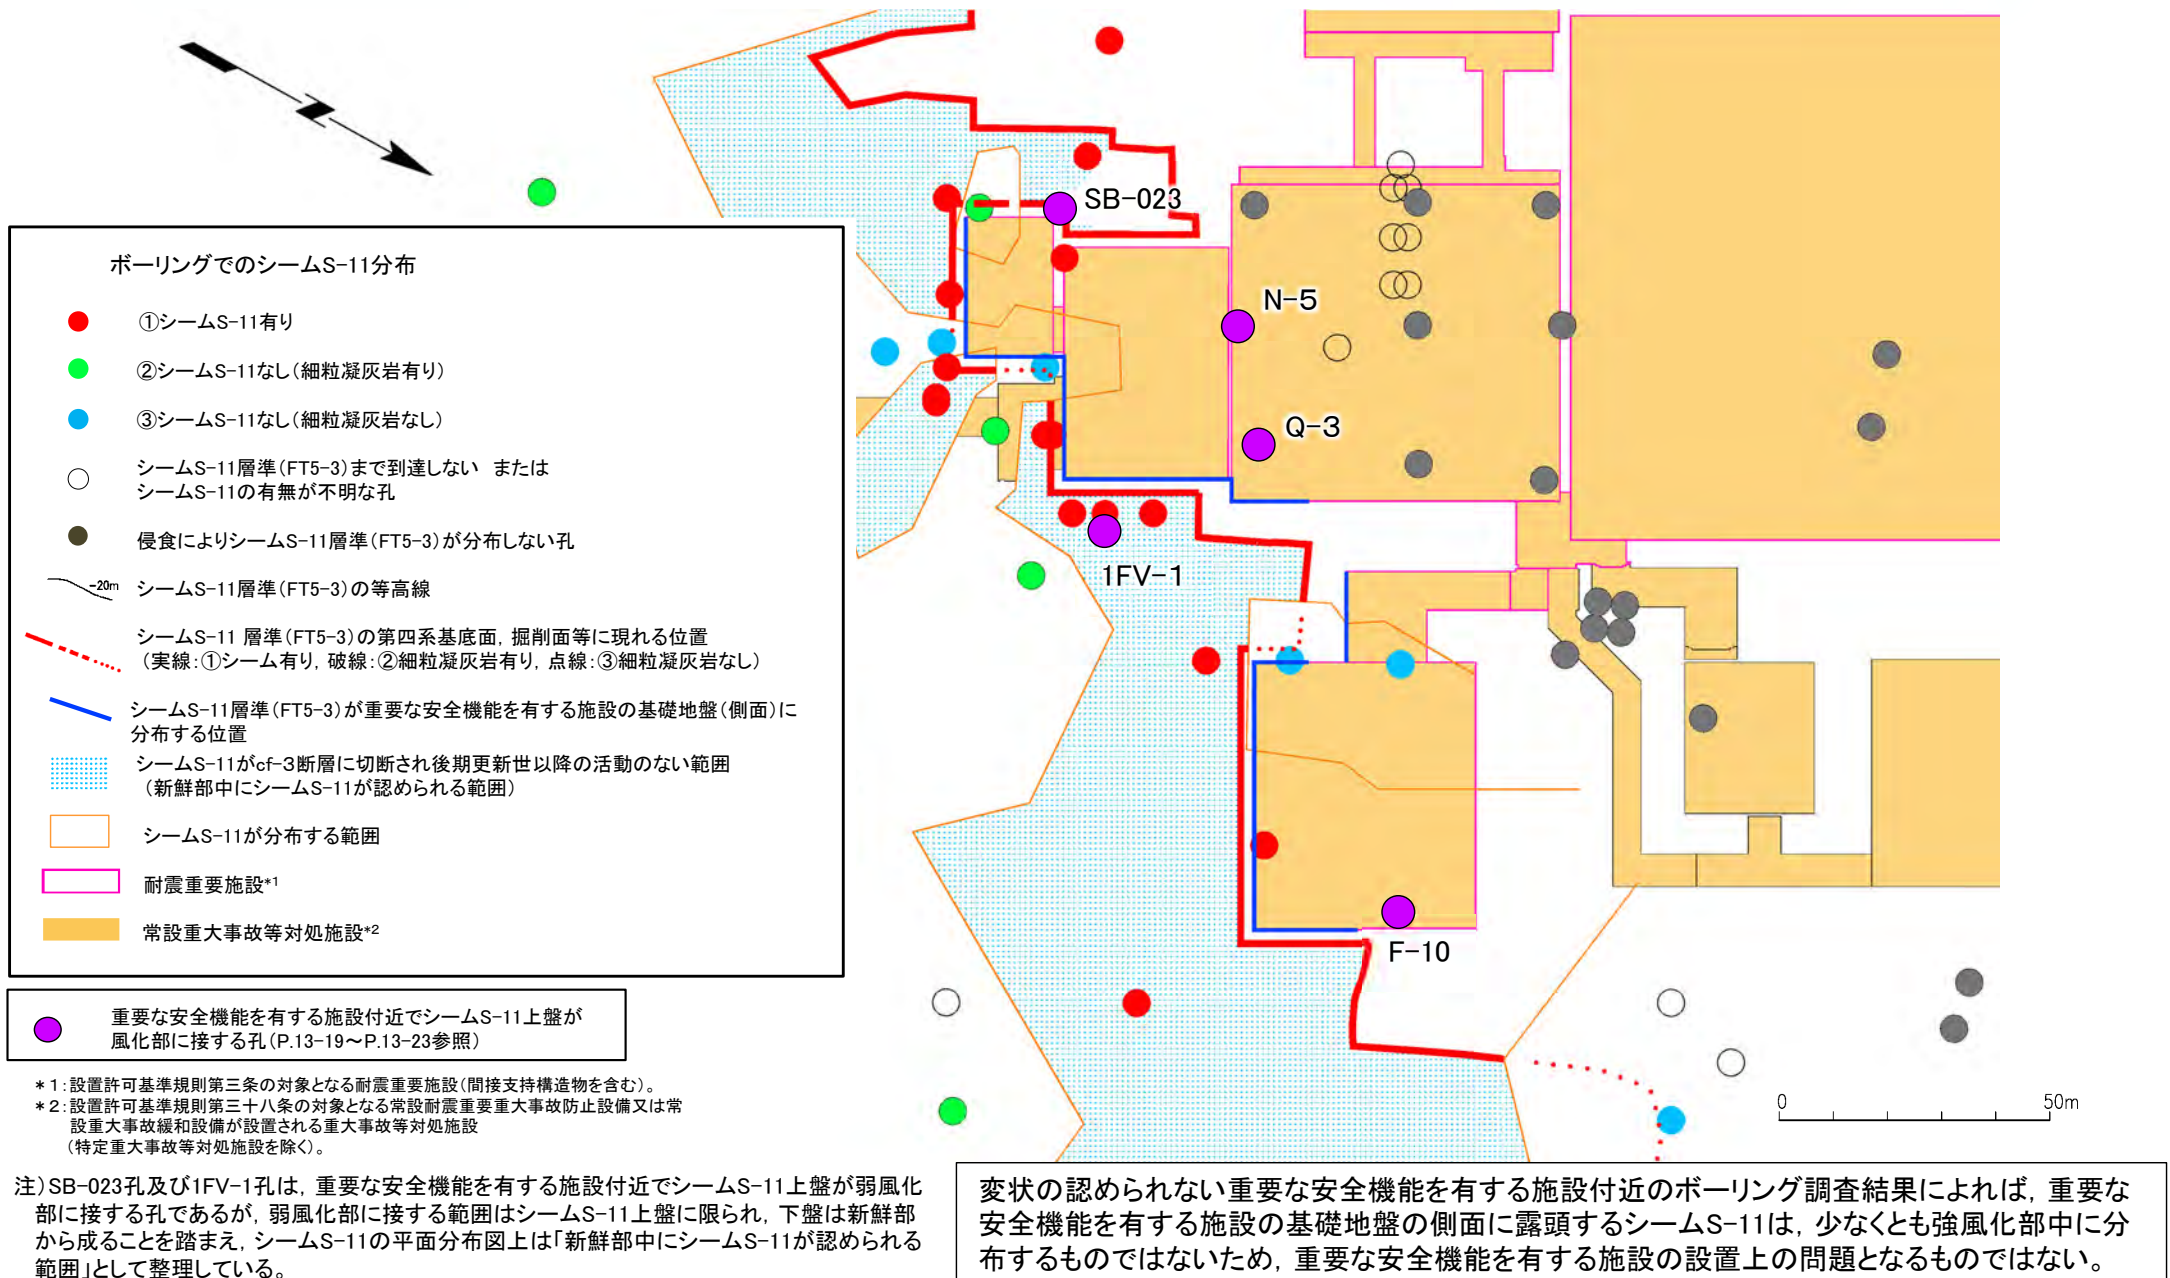 SB-023
N-5
Q-3
1FV-1
F-10
ボーリングでのシームS-11分布
①シームS-11有り
②シームS-11なし（細粒凝灰岩有り）
③シームS-11なし（細粒凝灰岩なし）
シームS-11層準（FT5-3）まで到達しない　または
シームS-11の有無が不明な孔
侵食によりシームS-11層準（FT5-3）が分布しない孔
-20m
シームS-11層準（FT5-3）の等高線
シームS-11 層準（FT5-3）の第四系基底面，掘削面等に現れる位置
（実線：①シーム有り，破線：②細粒凝灰岩有り，点線：③細粒凝灰岩なし）
シームS-11層準（FT5-3）が重要な安全機能を有する施設の基礎地盤（側面）に
分布する位置
シームS-11がcf-3断層に切断され後期更新世以降の活動のない範囲
（新鮮部中にシームS-11が認められる範囲）
シームS-11が分布する範囲
耐震重要施設*1
常設重大事故等対処施設*2
重要な安全機能を有する施設付近でシームS-11上盤が
風化部に接する孔（P.13-19～P.13-23参照）
*1：設置許可基準規則第三条の対象となる耐震重要施設（間接支持構造物を含む）。
*2：設置許可基準規則第三十八条の対象となる常設耐震重要重大事故防止設備又は常
設重大事故緩和設備が設置される重大事故等対処施設
（特定重大事故等対処施設を除く）。
注）SB-023孔及び1FV-1孔は，重要な安全機能を有する施設付近でシームS-11上盤が弱風化
部に接する孔であるが，弱風化部に接する範囲はシームS-11上盤に限られ，下盤は新鮮部
から成ることを踏まえ，シームS-11の平面分布図上は「新鮮部中にシームS-11が認められる
範囲」として整理している。
0 50m
変状の認められない重要な安全機能を有する施設付近のボーリング調査結果によれば，重要な
安全機能を有する施設の基礎地盤の側面に露頭するシームS-11は，少なくとも強風化部中に分
布するものではないため，重要な安全機能を有する施設の設置上の問題となるものではない。